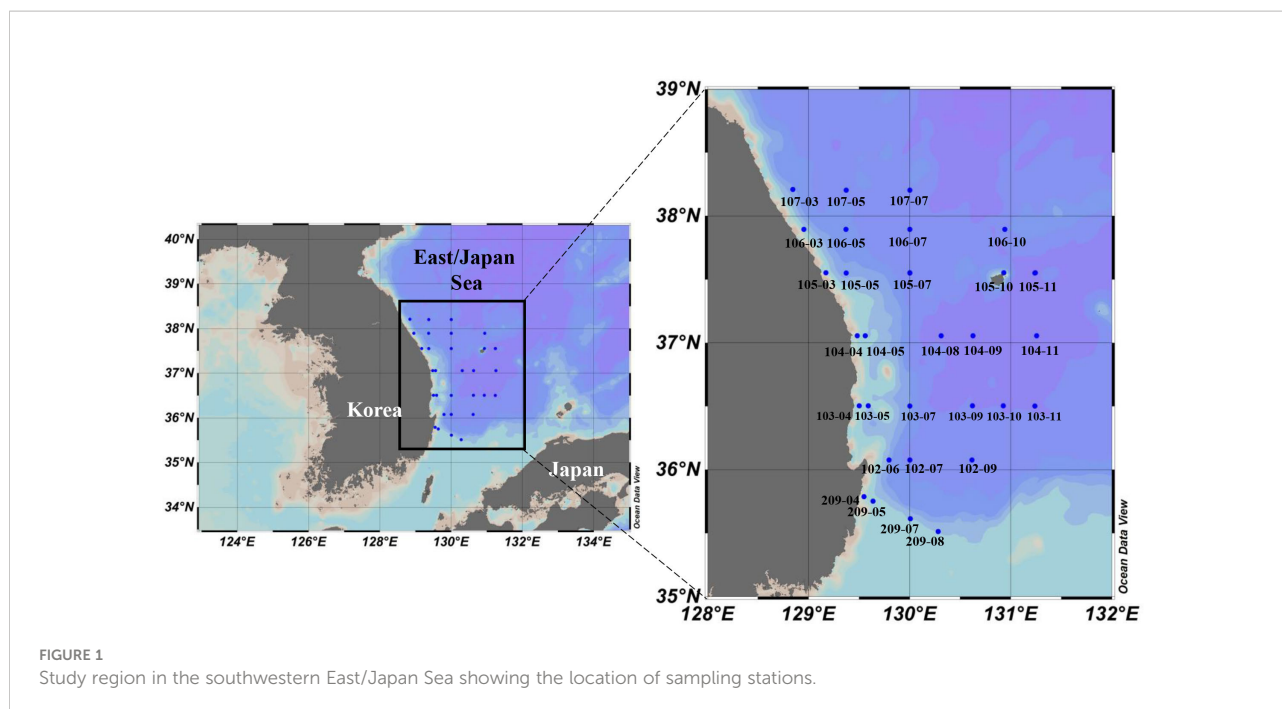 40°N
39°N
38°N
37°N
36°N
35°N
34°N
124°E
126°E
128°E
130°E
132°E
134°E
East/Japan
Sea
Korea
Japan
Ocean Data View
39°N
38°N
37°N
36°N
35°N
128°E
129°E
130°E
131°E
132°E
107-03 107-05 107-07
106-03 106-05 106-07 106-10
105-03 105-05 105-07 105-10 105-11
104-04 104-05 104-08 104-09 104-11
103-04 103-05 103-07 103-09 103-10 103-11
102-06 102-07 102-09
209-04
209-05
209-07
209-08
Ocean Data View
FIGURE 1
Study region in the southwestern East/Japan Sea showing the location of sampling stations.